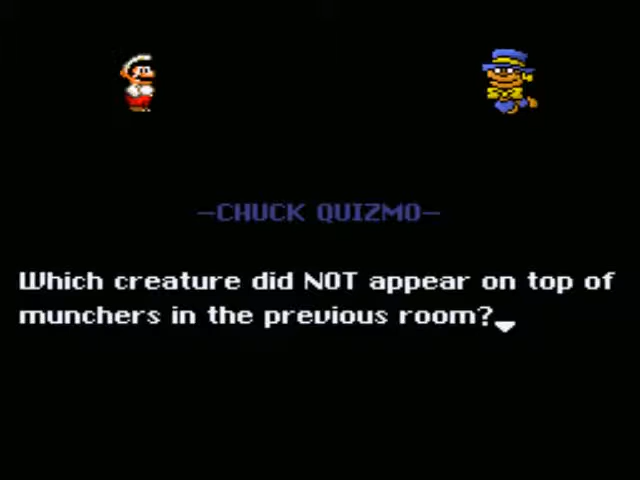 -CHUCK QUIZMO-
Which creature did NOT appear on top of
munchers in the previous room?